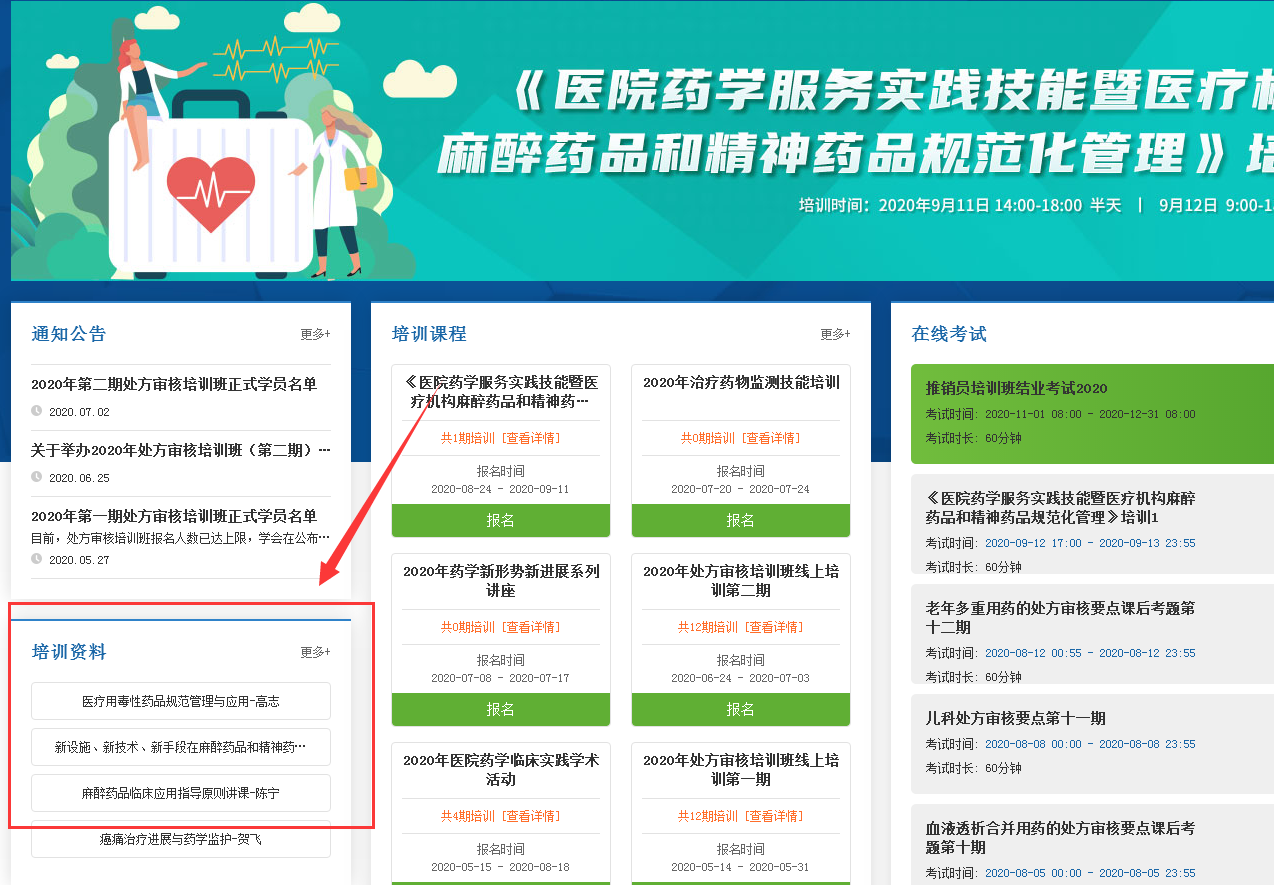 《医院药学服务实践技能暨医疗机
麻醉药品和精神药品规范化管理》培
培训时间：2020年9月11日 14:00-18:00 半天 | 9月12日 9:00-1
通知公告
更多+
2020年第二期处方审核培训班正式学员名单
2020.07.02
关于举办2020年处方审核培训班（第二期）…
2020.06.25
2020年第一期处方审核培训班正式学员名单
目前，处方审核培训班报名人数已达上限，学会在公布…
2020.05.27
培训资料
更多+
医疗用毒性药品规范管理与应用-高志
新设施、新技术、新手段在麻醉药品和精神药…
麻醉药品临床应用指导原则讲课-陈宁
癌痛治疗进展与药学监护-贺飞
培训课程
更多+
《医院药学服务实践技能暨医
疗机构麻醉药品和精神药…
共1期培训 [查看详情]
报名时间
2020-08-24 - 2020-09-11
报名
2020年治疗药物监测技能培训
共0期培训 [查看详情]
报名时间
2020-07-20 - 2020-07-24
报名
2020年药学新形势新进展系列
讲座
共0期培训 [查看详情]
报名时间
2020-07-08 - 2020-07-17
报名
2020年处方审核培训班线上培
训第二期
共12期培训 [查看详情]
报名时间
2020-06-24 - 2020-07-03
报名
2020年医院药学临床实践学术
活动
共4期培训 [查看详情]
报名时间
2020-05-15 - 2020-08-18
2020年处方审核培训班线上培
训第一期
共12期培训 [查看详情]
报名时间
2020-05-14 - 2020-05-31
在线考试
推销员培训班结业考试2020
考试时间：2020-11-01 08:00 - 2020-12-31 08:00
考试时长：60分钟
《医院药学服务实践技能暨医疗机构麻醉
药品和精神药品规范化管理》培训1
考试时间：2020-09-12 17:00 - 2020-09-13 23:55
考试时长：60分钟
老年多重用药的处方审核要点课后考题第
十二期
考试时间：2020-08-12 00:55 - 2020-08-12 23:55
考试时长：60分钟
儿科处方审核要点第十一期
考试时间：2020-08-08 00:00 - 2020-08-08 23:55
考试时长：60分钟
血液透析合并用药的处方审核要点课后考
题第十期
考试时间：2020-08-05 00:00 - 2020-08-05 23:55